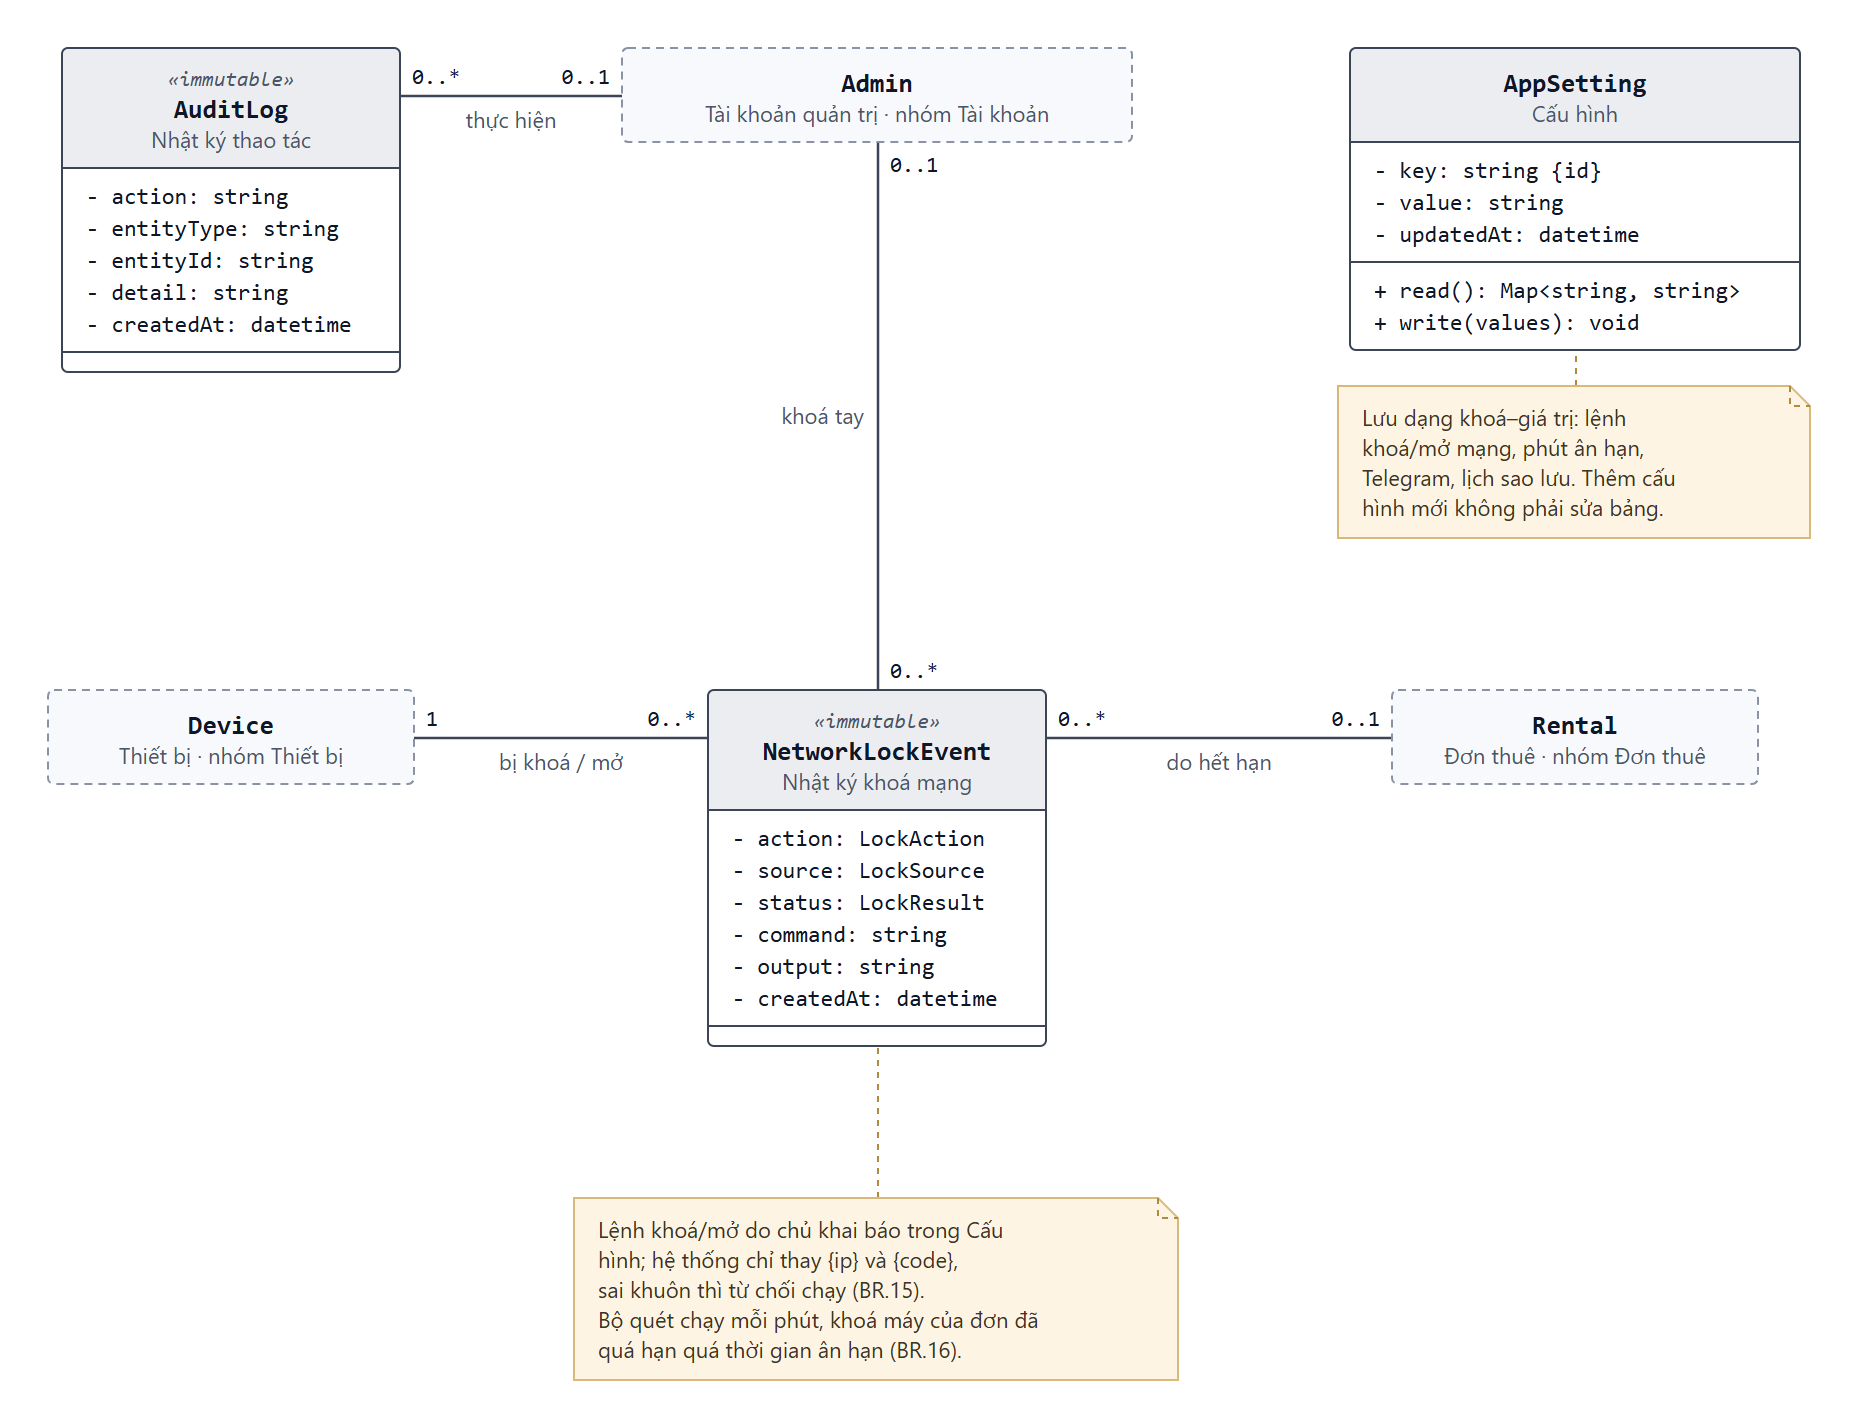 «immutable»
AuditLog
Nhật ký thao tác
- action: string
- entityType: string
- entityId: string
- detail: string
- createdAt: datetime
0..*
0..1
thực hiện
Admin
Tài khoản quản trị · nhóm Tài khoản
0..1
khoá tay
0..*
AppSetting
Cấu hình
- key: string {id}
- value: string
- updatedAt: datetime
+ read(): Map<string, string>
+ write(values): void
Lưu dạng khoá–giá trị: lệnh
khoá/mở mạng, phút ân hạn,
Telegram, lịch sao lưu. Thêm cấu
hình mới không phải sửa bảng.
Device
Thiết bị · nhóm Thiết bị
1
0..*
bị khoá / mở
«immutable»
NetworkLockEvent
Nhật ký khoá mạng
- action: LockAction
- source: LockSource
- status: LockResult
- command: string
- output: string
- createdAt: datetime
0..*
0..1
do hết hạn
Rental
Đơn thuê · nhóm Đơn thuê
Lệnh khoá/mở do chủ khai báo trong Cấu
hình; hệ thống chỉ thay {ip} và {code},
sai khuôn thì từ chối chạy (BR.15).
Bộ quét chạy mỗi phút, khoá máy của đơn đã
quá hạn quá thời gian ân hạn (BR.16).